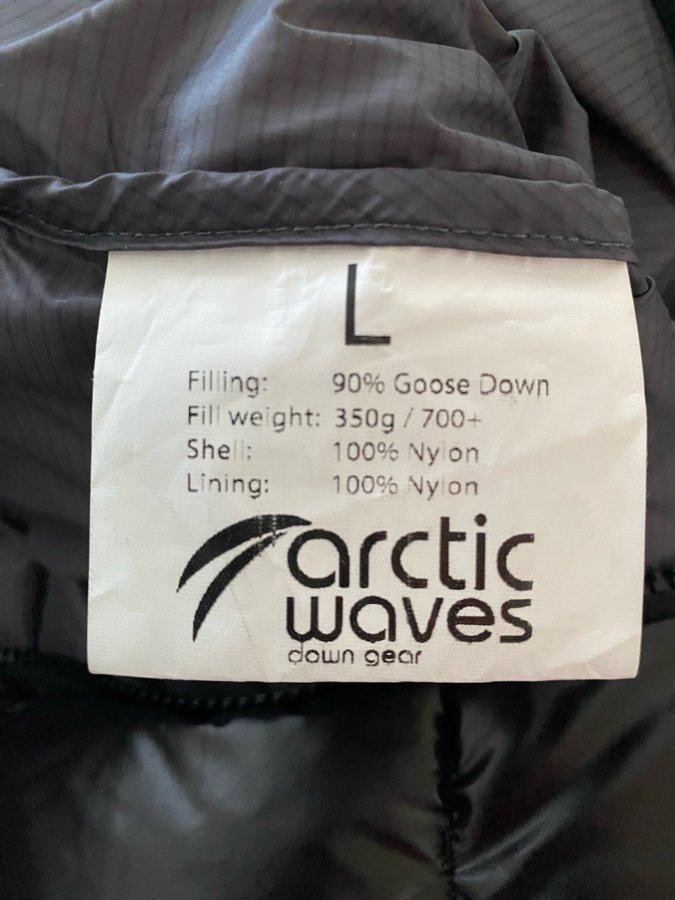 L
Filling: 90% Goose Down
Fill weight: 350g / 700+
Shell: 100% Nylon
Lining: 100% Nylon
arctic
waves
down gear